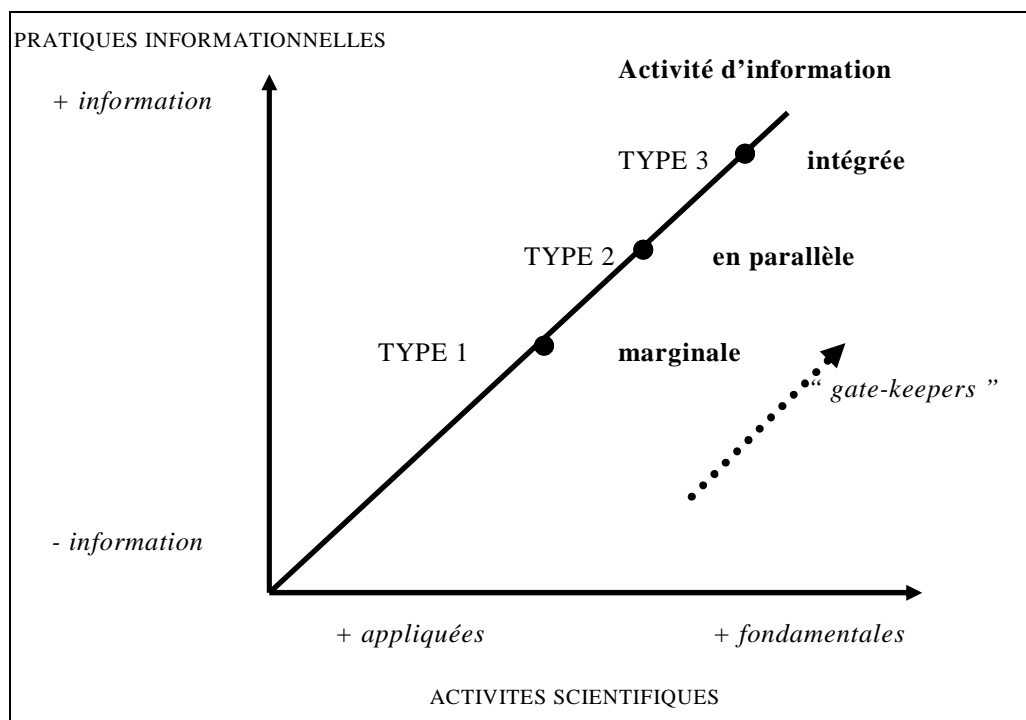 PRATIQUES INFORMATIONNELLES
Activité d’information
+ information
TYPE 3 intégrée
TYPE 2 en parallèle
TYPE 1 marginale
“ gate-keepers ”
- information
+ appliquées + fondamentales
ACTIVITES SCIENTIFIQUES